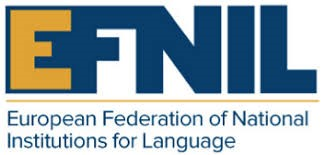 EFNIL
European Federation of National
Institutions for Language